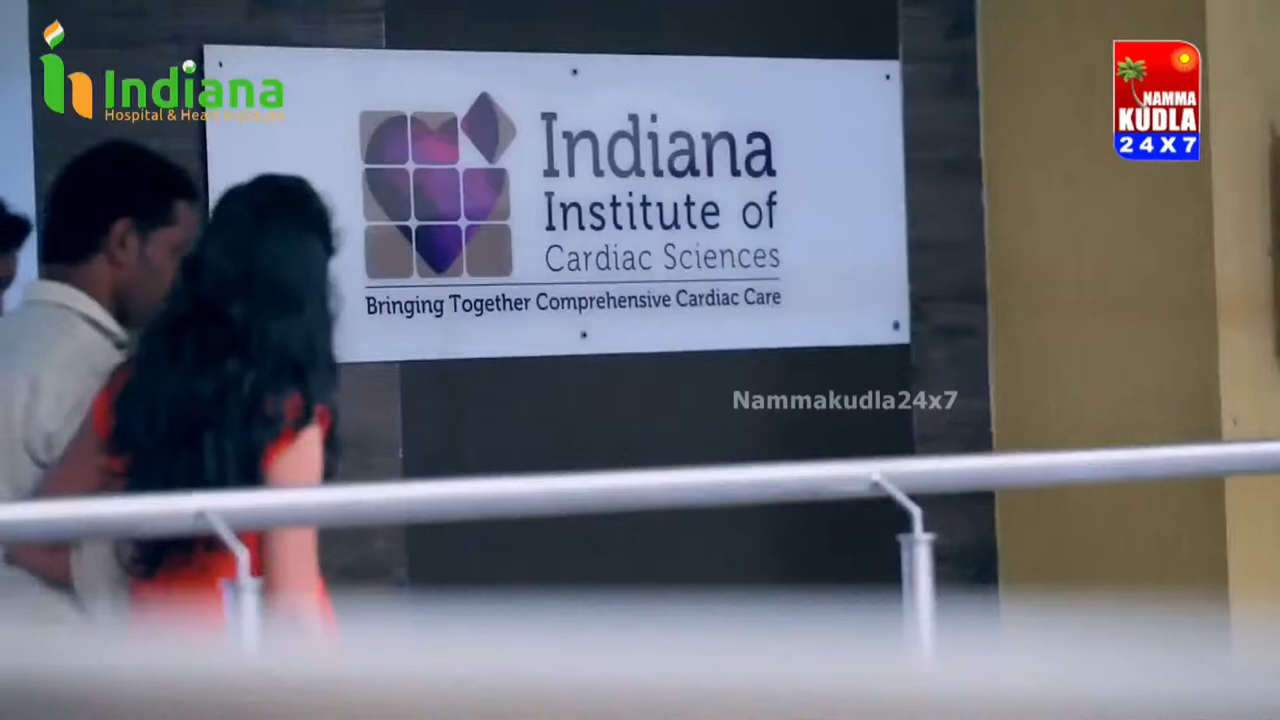 Indiana
Hospital & Heart Institute
NAMMA
KUDLA
24X7
Indiana
Institute of
Cardiac Sciences
Bringing Together Comprehensive Cardiac Care
Nammakudla24x7